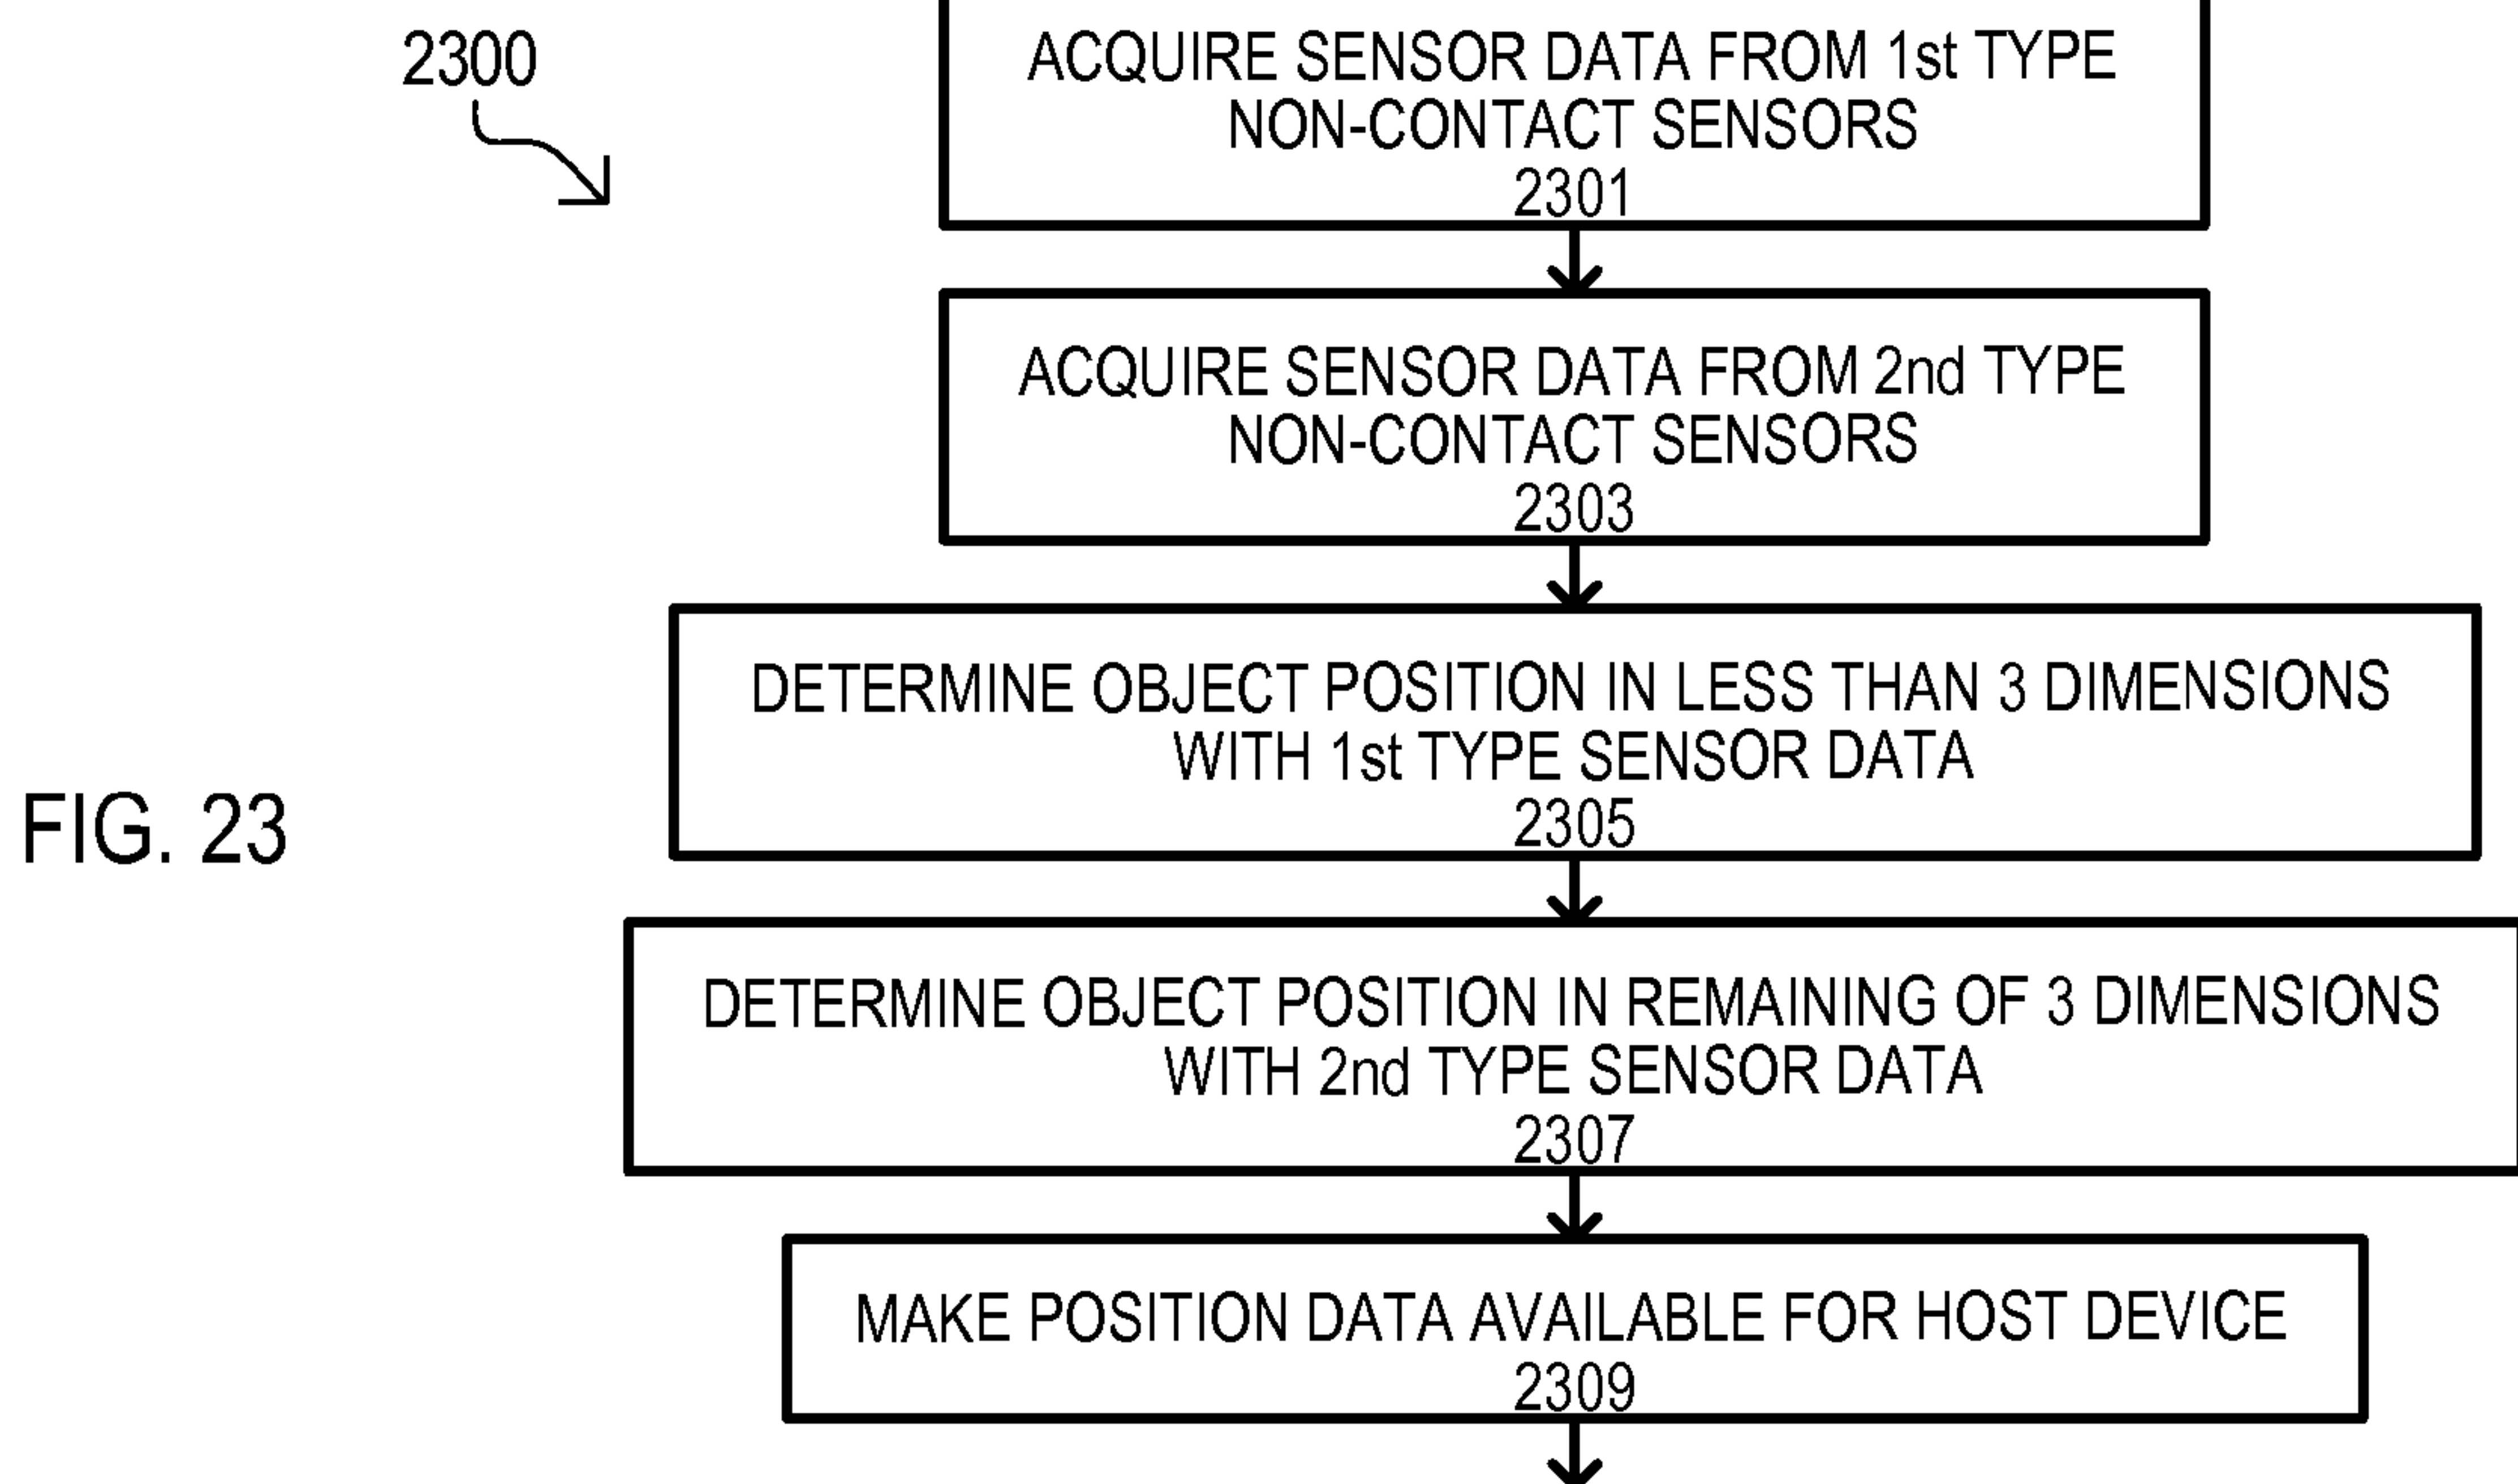 2300
ACQUIRE SENSOR DATA FROM 1st TYPE
NON-CONTACT SENSORS
2301
ACQUIRE SENSOR DATA FROM 2nd TYPE
NON-CONTACT SENSORS
2303
DETERMINE OBJECT POSITION IN LESS THAN 3 DIMENSIONS
WITH 1st TYPE SENSOR DATA
2305
FIG. 23
DETERMINE OBJECT POSITION IN REMAINING OF 3 DIMENSIONS
WITH 2nd TYPE SENSOR DATA
2307
MAKE POSITION DATA AVAILABLE FOR HOST DEVICE
2309